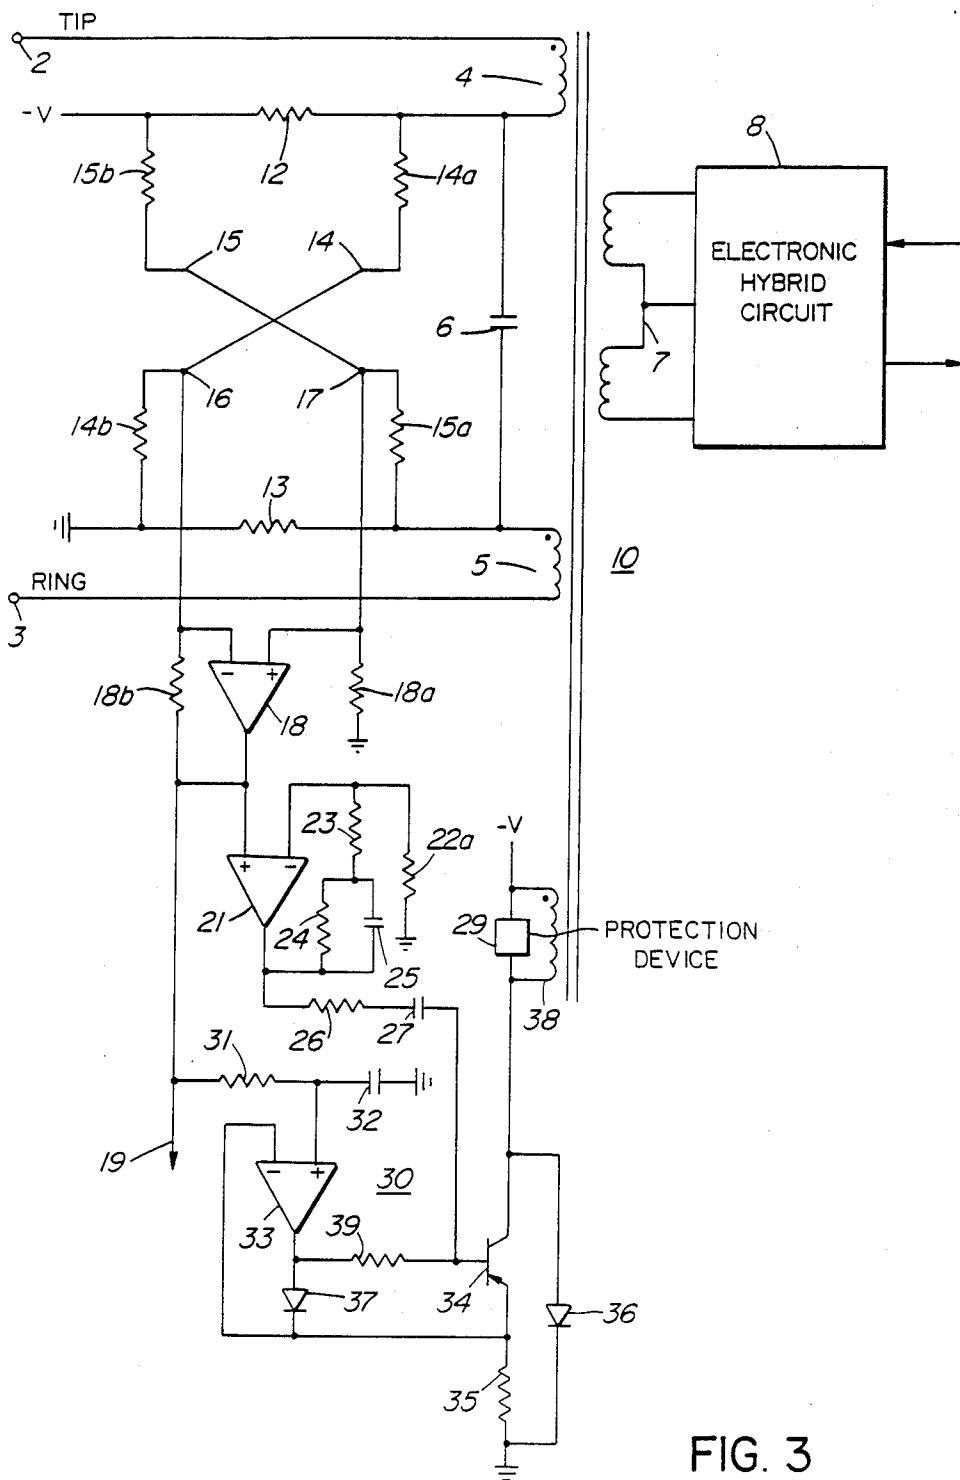 TIP
2
4
-V
8
15b
12
14a
15
14
ELECTRONIC
HYBRID
CIRCUIT
6
7
16
17
14b
15a
13
5
10
RING
3
- +
18b
18
18a
23
22a
-V
+ -
21
24
25
29
PROTECTION
DEVICE
26
27
38
31
32
19
- +
30
33
39
37
34
36
35
FIG. 3